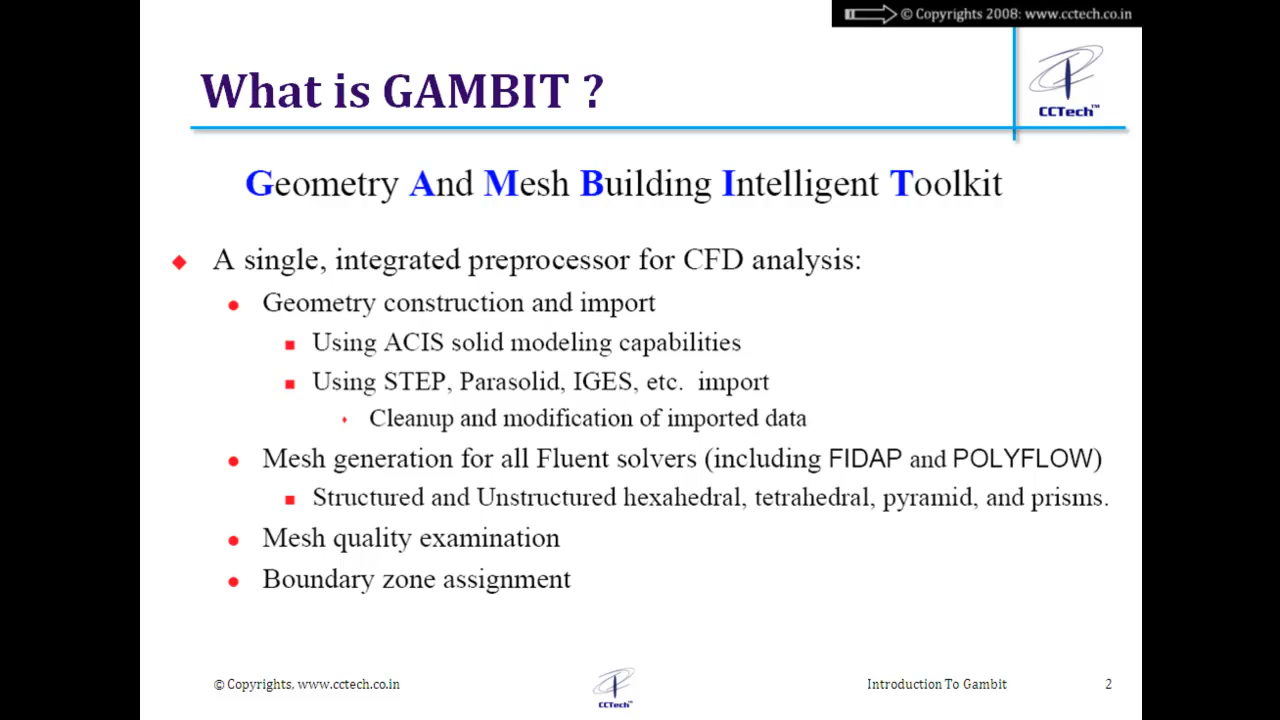 © Copyrights 2008: www.cctech.co.in
What is GAMBIT ?
CCTech™
Geometry And Mesh Building Intelligent Toolkit
A single, integrated preprocessor for CFD analysis:
Geometry construction and import
Using ACIS solid modeling capabilities
Using STEP, Parasolid, IGES, etc. import
Cleanup and modification of imported data
Mesh generation for all Fluent solvers (including FIDAP and POLYFLOW)
Structured and Unstructured hexahedral, tetrahedral, pyramid, and prisms.
Mesh quality examination
Boundary zone assignment
© Copyrights, www.cctech.co.in
CCTech™
Introduction To Gambit
2